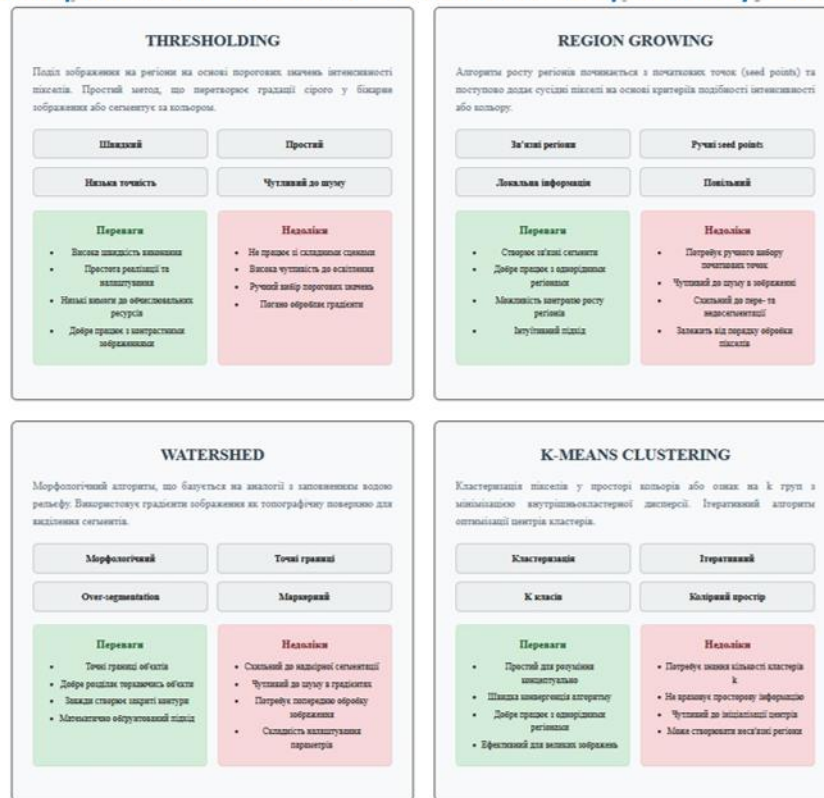 THRESHOLDING
Поділ зображення на регіони на основі порогових значень інтенсивності
пікселів. Простий метод, що перетворює градації сірого у бінарне
зображення або сегментує за кольором.
Швидкий
Простий
Низька точність
Чутливий до шуму
Переваги
• Висока швидкість виконання
• Простота реалізації та
налаштування
• Низькі вимоги до обчислювальних
ресурсів
• Добре працює з контрастними
зображеннями
Недоліки
• Не працює зі складними сценами
• Висока чутливість до освітлення
• Ручний вибір порогових значень
• Погано обробляє градієнти
REGION GROWING
Алгоритм росту регіонів починається з початкових точок (seed points) та
поступово додає сусідні пікселі на основі критеріїв подібності інтенсивності
або кольору.
Зв'язні регіони
Ручні seed points
Локальна інформація
Повільний
Переваги
• Створює зв'язні сегменти
• Добре працює з однорідними
регіонами
• Можливість контролю росту
регіонів
• Інтуїтивний підхід
Недоліки
• Потребує ручного вибору
початкових точок
• Чутливий до шуму в зображенні
• Схильний до пере- та
недосегментації
• Залежить від порядку обробки
пікселів
WATERSHED
Морфологічний алгоритм, що базується на аналогії з заповненням водою
рельєфу. Використовує градієнти зображення як топографічну поверхню для
виділення сегментів.
Морфологічний
Точні границі
Over-segmentation
Маркерний
Переваги
• Точні границі об'єктів
• Добре розділяє торкаючись об'єкти
• Завжди створює закриті контури
• Математично обґрунтований підхід
Недоліки
• Схильний до надмірної сегментації
• Чутливий до шуму в градієнтах
• Потребує попередню обробку
зображення
• Складність налаштування
параметрів
K-MEANS CLUSTERING
Кластеризація пікселів у просторі кольорів або ознак на k груп з
мінімізацією внутрішньокластерної дисперсії. Ітеративний алгоритм
оптимізації центрів кластерів.
Кластеризація
Ітеративний
K класів
Колірний простір
Переваги
• Простий для розуміння
концептуально
• Швидка конвергенція алгоритму
• Добре працює з однорідними
регіонами
• Ефективний для великих зображень
Недоліки
• Потребує знання кількості кластерів
k
• Не враховує просторову інформацію
• Чутливий до ініціалізації центрів
• Може створювати незв'язні регіони